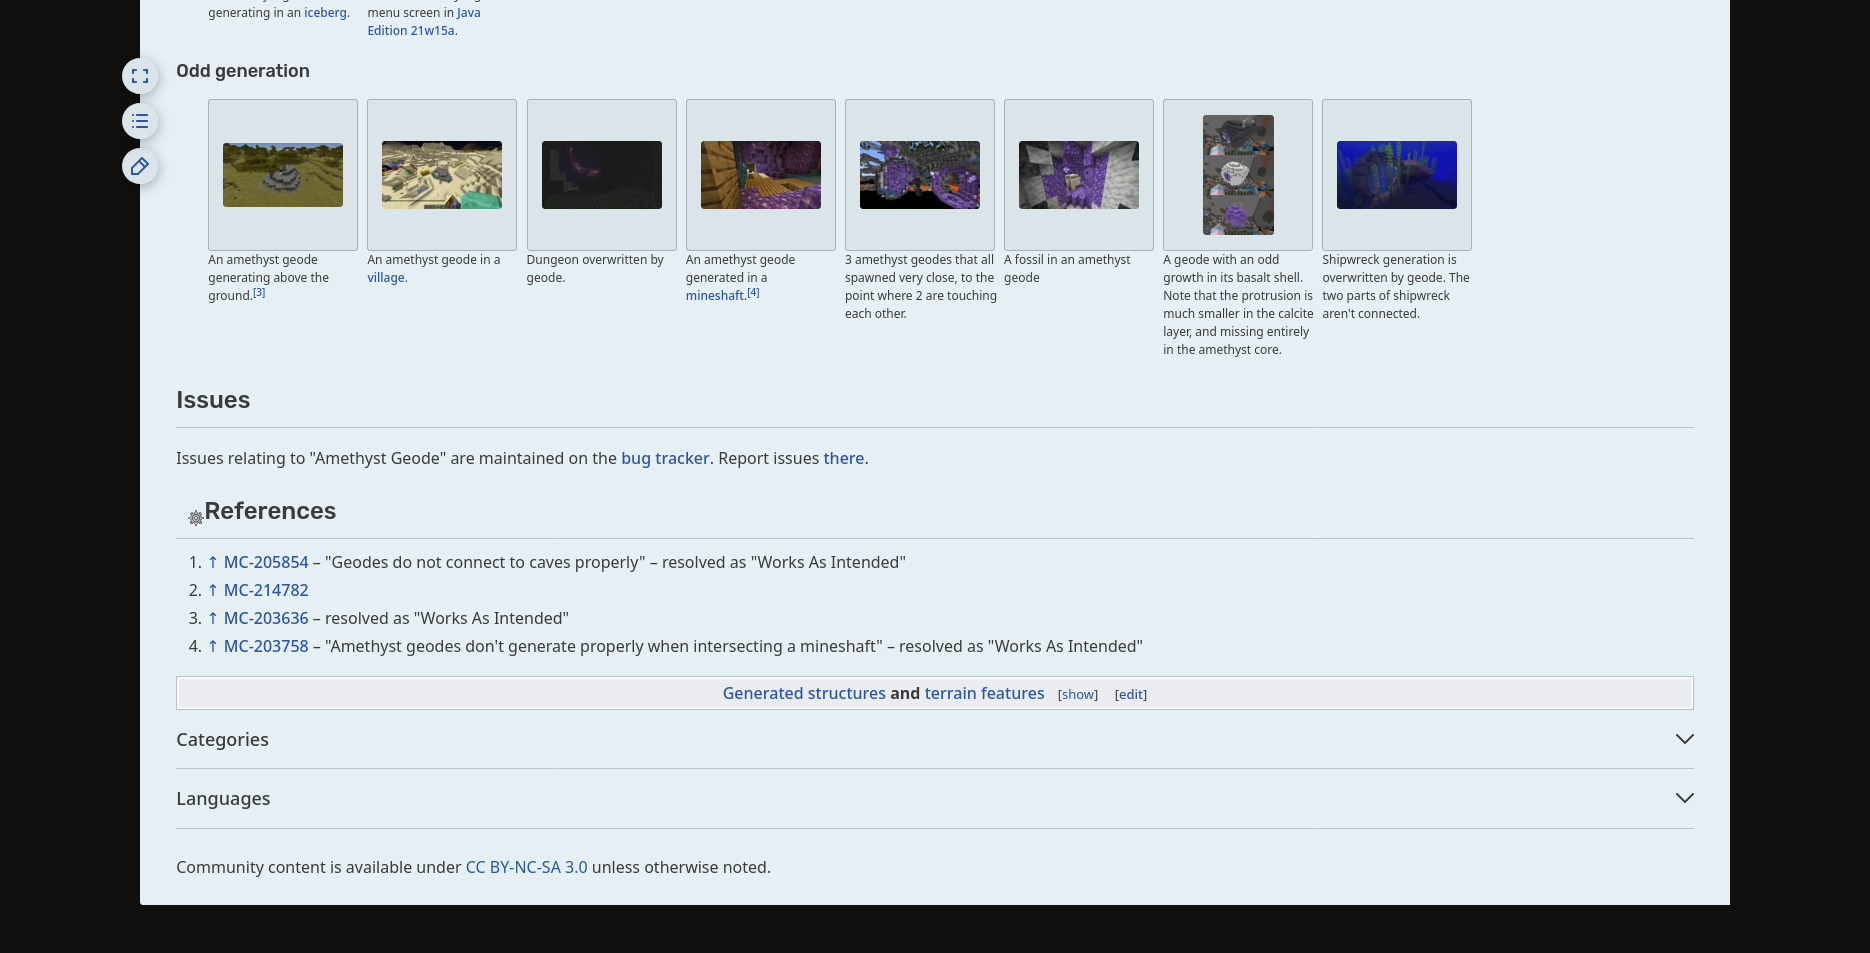 generating in an iceberg.
menu screen in Java
Edition 21w15a.
Odd generation
An amethyst geode
generating above the
ground.[3]
An amethyst geode in a
village.
Dungeon overwritten by
geode.
An amethyst geode
generated in a
mineshaft.[4]
3 amethyst geodes that all
spawned very close, to the
point where 2 are touching
each other.
A fossil in an amethyst
geode
A geode with an odd
growth in its basalt shell.
Note that the protrusion is
much smaller in the calcite
layer, and missing entirely
in the amethyst core.
Shipwreck generation is
overwritten by geode. The
two parts of shipwreck
aren't connected.
Issues
Issues relating to "Amethyst Geode" are maintained on the bug tracker. Report issues there.
References
1. ↑ MC-205854 – "Geodes do not connect to caves properly" – resolved as "Works As Intended"
2. ↑ MC-214782
3. ↑ MC-203636 – resolved as "Works As Intended"
4. ↑ MC-203758 – "Amethyst geodes don't generate properly when intersecting a mineshaft" – resolved as "Works As Intended"
Generated structures and terrain features [show] [edit]
Categories
Languages
Community content is available under CC BY-NC-SA 3.0 unless otherwise noted.